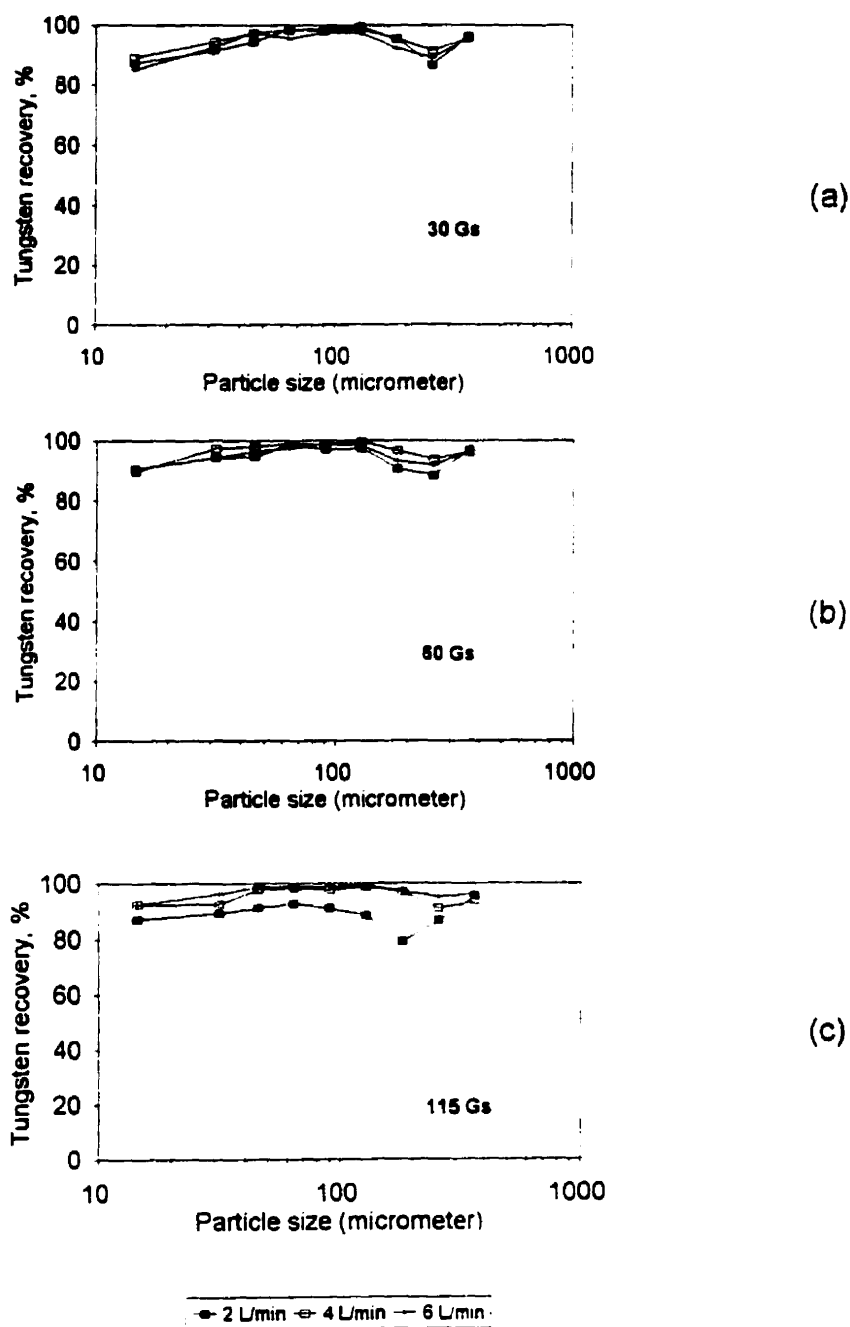 100
80
60
40
20
0
Tungsten recovery, %
30 Gs
10
100
1000
Particle size (micrometer)
(a)
100
80
60
40
20
0
Tungsten recovery, %
60 Gs
10
100
1000
Particle size (micrometer)
(b)
100
80
60
40
20
0
Tungsten recovery, %
115 Gs
10
100
1000
Particle size (micrometer)
(c)
2 L/min 4 L/min 6 L/min